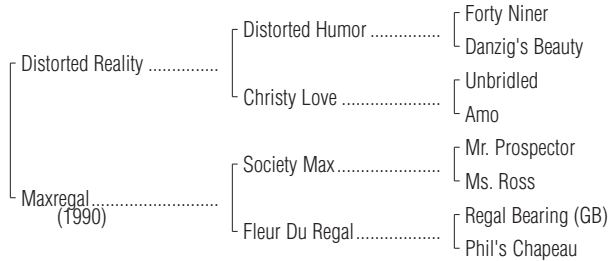 Forty Niner
Distorted Humor ...............
Danzig's Beauty
Distorted Reality ...............
Unbridled
Christy Love .....................
Amo
Mr. Prospector
Society Max......................
Ms. Ross
Maxregal...........................
(1990)
Regal Bearing (GB)
Fleur Du Regal..................
Phil's Chapeau